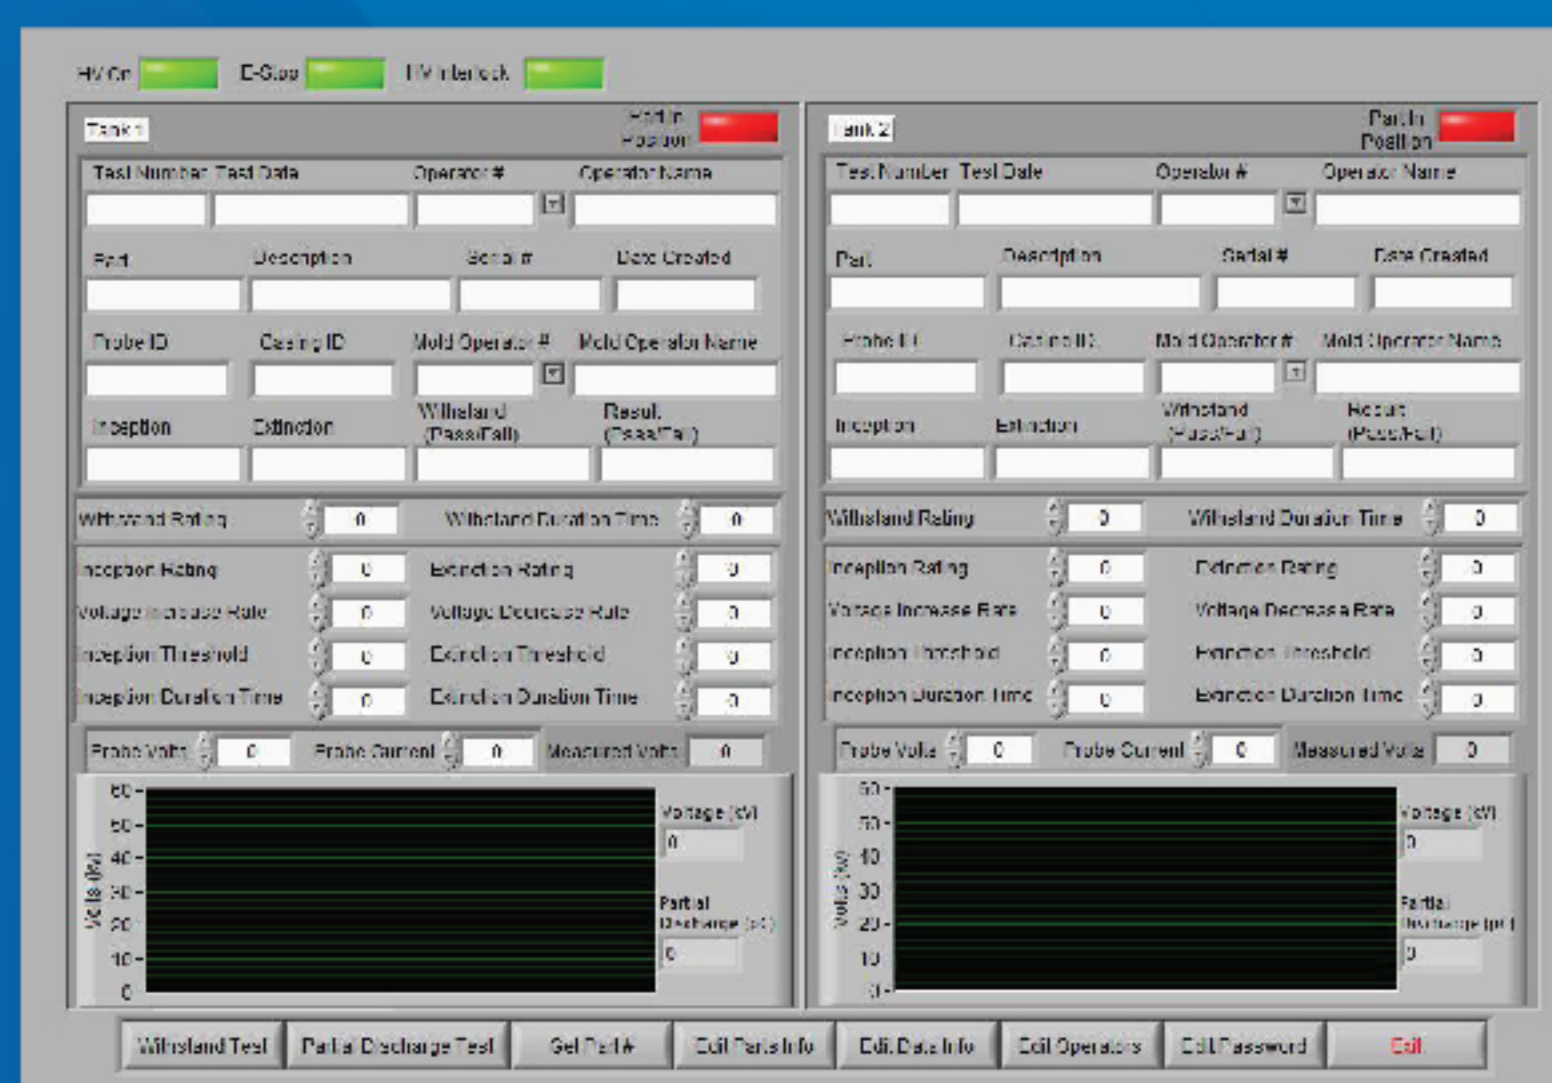 HV On E-Stop HV Interlock
Tank 1 Part In Position
Test Number Test Date Operator # Operator Name
Part Description Serial # Date Created
Probe ID Casing ID Mold Operator # Mold Operator Name
Inception Extinction Withstand (Pass/Fail) Result (Pass/Fail)
Withstand Rating 0 Withstand Duration Time 0
Inception Rating 0 Extinction Rating 0
Voltage Increase Rate 0 Voltage Decrease Rate 0
Inception Threshold 0 Extinction Threshold 0
Inception Duration Time 0 Extinction Duration Time 0
Probe Volts 0 Probe Current 0 Measured Volts 0
Volts (kV)
60
50
40
30
20
10
0
Voltage (kV)
0
Partial
Discharge (pC)
0
Tank 2 Part In Position
Test Number Test Date Operator # Operator Name
Part Description Serial # Date Created
Probe ID Casing ID Mold Operator # Mold Operator Name
Inception Extinction Withstand (Pass/Fail) Result (Pass/Fail)
Withstand Rating 0 Withstand Duration Time 0
Inception Rating 0 Extinction Rating 0
Voltage Increase Rate 0 Voltage Decrease Rate 0
Inception Threshold 0 Extinction Threshold 0
Inception Duration Time 0 Extinction Duration Time 0
Probe Volts 0 Probe Current 0 Measured Volts 0
Volts (kV)
60
50
40
30
20
10
0
Voltage (kV)
0
Partial
Discharge (pC)
0
Withstand Test Partial Discharge Test Get Part # Edit Parts Info Edit Data Info Edit Operators Edit Password Exit